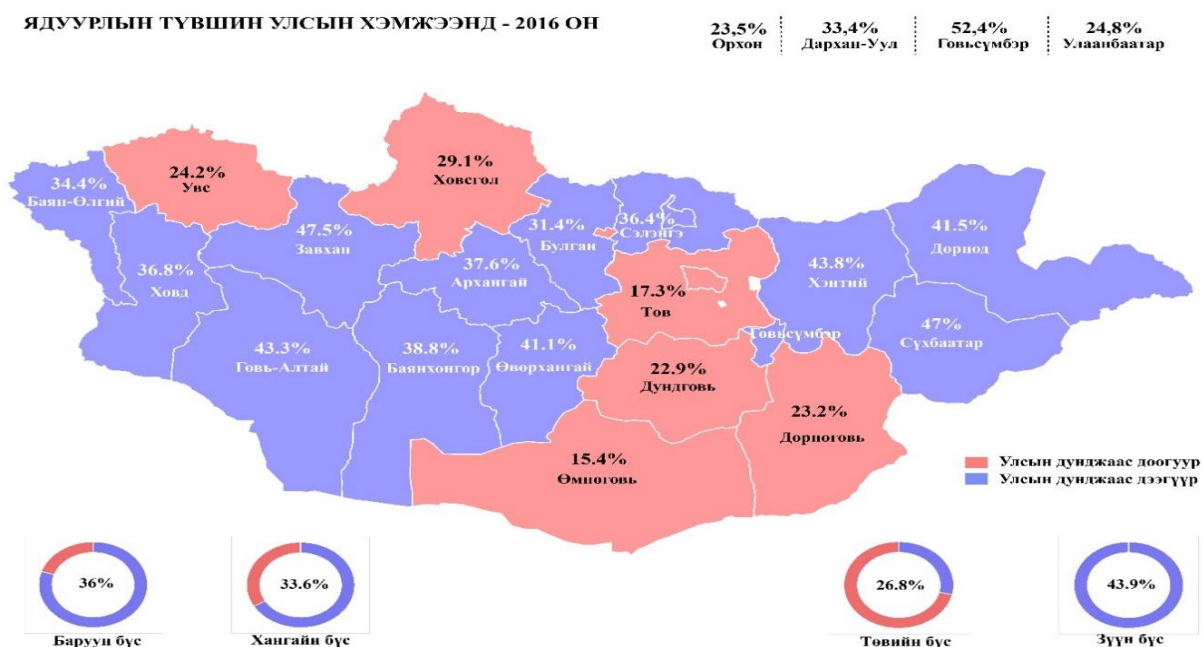 ЯДУУРЛЫН ТҮВШИН УЛСЫН ХЭМЖЭЭНД - 2016 ОН
23,5%
Орхон
33,4%
Дархан-Уул
52,4%
Говьсүмбэр
24,8%
Улаанбаатар
34.4%
Баян-Өлгий
24.2%
Увс
29.1%
Ховсгол
47.5%
Завхан
31.4%
Булган
36.4%
Сэлэнгэ
41.5%
Дорнод
36.8%
Ховд
37.6%
Архангай
17.3%
Тов
43.8%
Хэнтий
Говьсүмбэр
47%
Сүхбаатар
43.3%
Говь-Алтай
38.8%
Баянхонгор
41.1%
Өворхангай
22.9%
Дундговь
23.2%
Дорноговь
15.4%
Өмноговь
Улсын дунджаас доогуур
Улсын дунджаас дээгүүр
36%
Баруун бүс
33.6%
Хангайн бүс
26.8%
Төвийн бүс
43.9%
Зүүн бүс